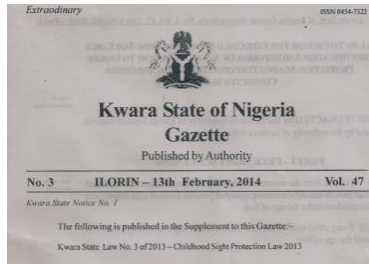 Extraordinary
ISSN 0454-7322
Kwara State of Nigeria
Gazette
Published by Authority
No. 3 ILORIN – 13th February, 2014 Vol. 47
Kwara State Notice No. 1
The following is published in the Supplement to this Gazette:–
Kwara State Law No. 3 of 2013 – Childhood Sight Protection Law 2013